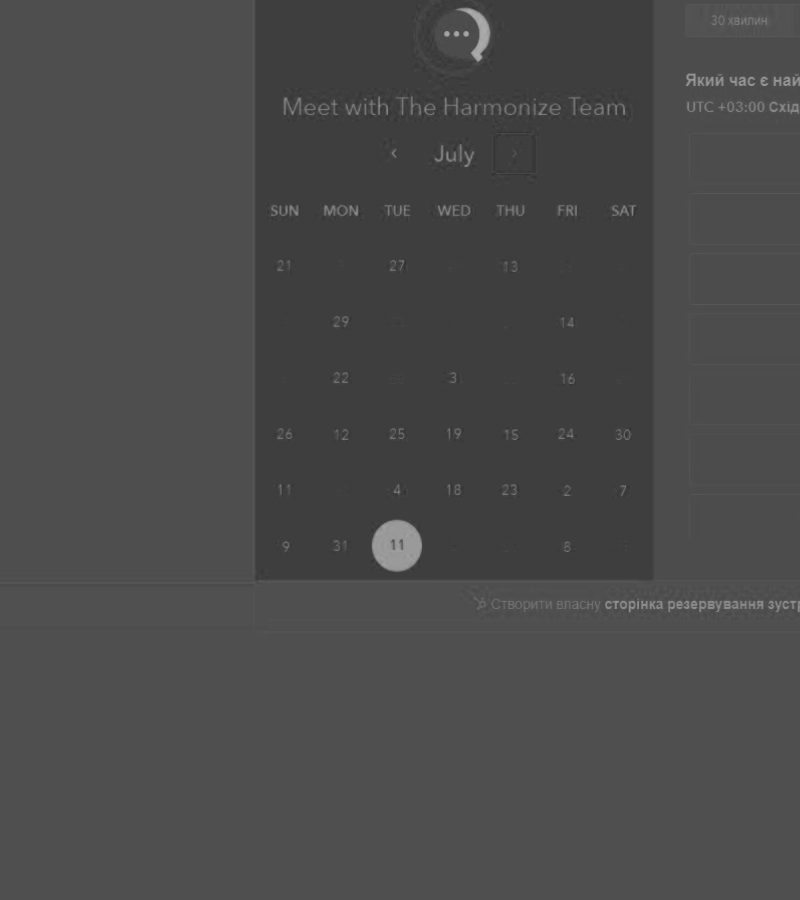 30 хвилин
Meet with The Harmonize Team
Який час є най
UTC +03:00 Схід
‹ July ›
SUN MON TUE WED THU FRI SAT
21 27 13
29 14
22 3 16
26 12 25 19 15 24 30
11 4 18 23 2 7
9 31 11 8
Створити власну сторінка резервування зустр